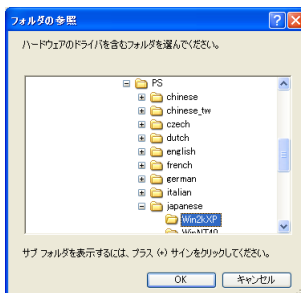 フォルダの参照
ハードウェアのドライバを含むフォルダを選んでください。
PS
chinese
chinese_tw
czech
dutch
english
french
german
italian
japanese
Win2kXP
WinNT40
サブ フォルダを表示するには、プラス (+) サインをクリックしてください。
OK
キャンセル